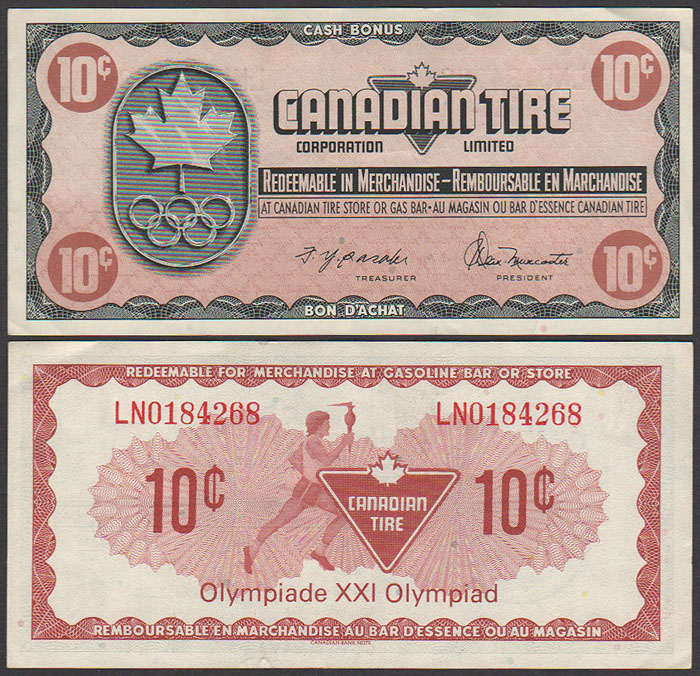 CASH BONUS
10¢ 10¢
CANADIAN TIRE
CORPORATION LIMITED
REDEEMABLE IN MERCHANDISE – REMBOURSABLE EN MARCHANDISE
AT CANADIAN TIRE STORE OR GAS BAR • AU MAGASIN OU BAR D'ESSENCE CANADIAN TIRE
10¢ 10¢
TREASURER PRESIDENT
BON D'ACHAT
REDEEMABLE FOR MERCHANDISE AT GASOLINE BAR OR STORE
LN0184268 LN0184268
10¢ 10¢
CANADIAN
TIRE
Olympiade XXI Olympiad
REMBOURSABLE EN MARCHANDISE AU BAR D'ESSENCE OU AU MAGASIN
CANADIAN BANK NOTE